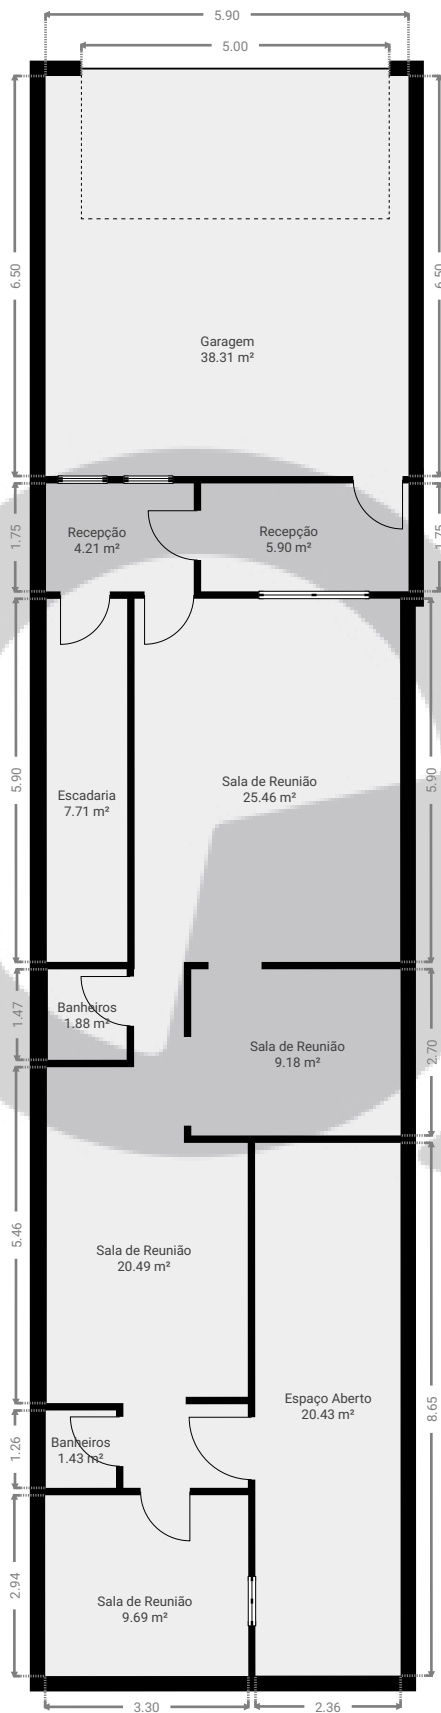 5.90
5.00
6.50
6.50
Garagem
38.31 m²
1.75
Recepção
4.21 m²
Recepção
5.90 m²
1.75
5.90
Escadaria
7.71 m²
Sala de Reunião
25.46 m²
5.90
1.47
Banheiros
1.88 m²
Sala de Reunião
9.18 m²
2.70
5.46
Sala de Reunião
20.49 m²
Espaço Aberto
20.43 m²
8.65
1.26
Banheiros
1.43 m²
2.94
Sala de Reunião
9.69 m²
3.30
2.36